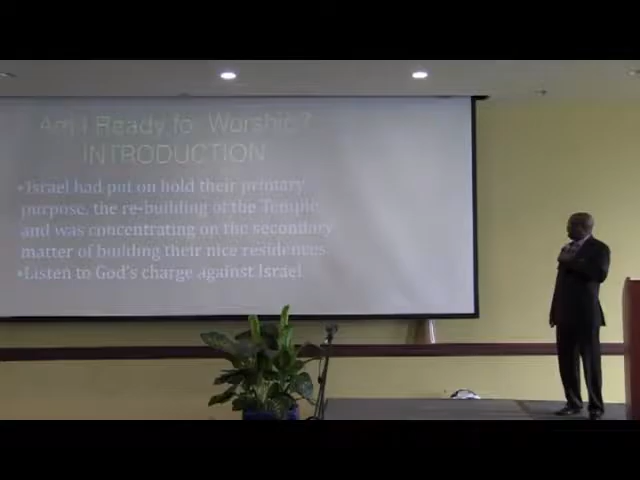 Am I Ready for Worship?
INTRODUCTION
•Israel had put on hold their primary
purpose, the re-building of the Temple
and was concentrating on the secondary
matter of building their nice residences
•Listen to God's charge against Israel